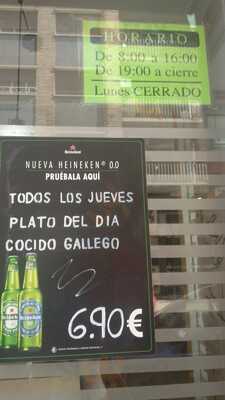 HORARIO
De 8:00 a 16:00
De 19:00 a cierre
Lunes CERRADO
Heineken
NUEVA HEINEKEN® 0.0
PRUÉBALA AQUÍ
TODOS LOS JUEVES
PLATO DEL DIA
COCIDO GALLEGO
6,90€